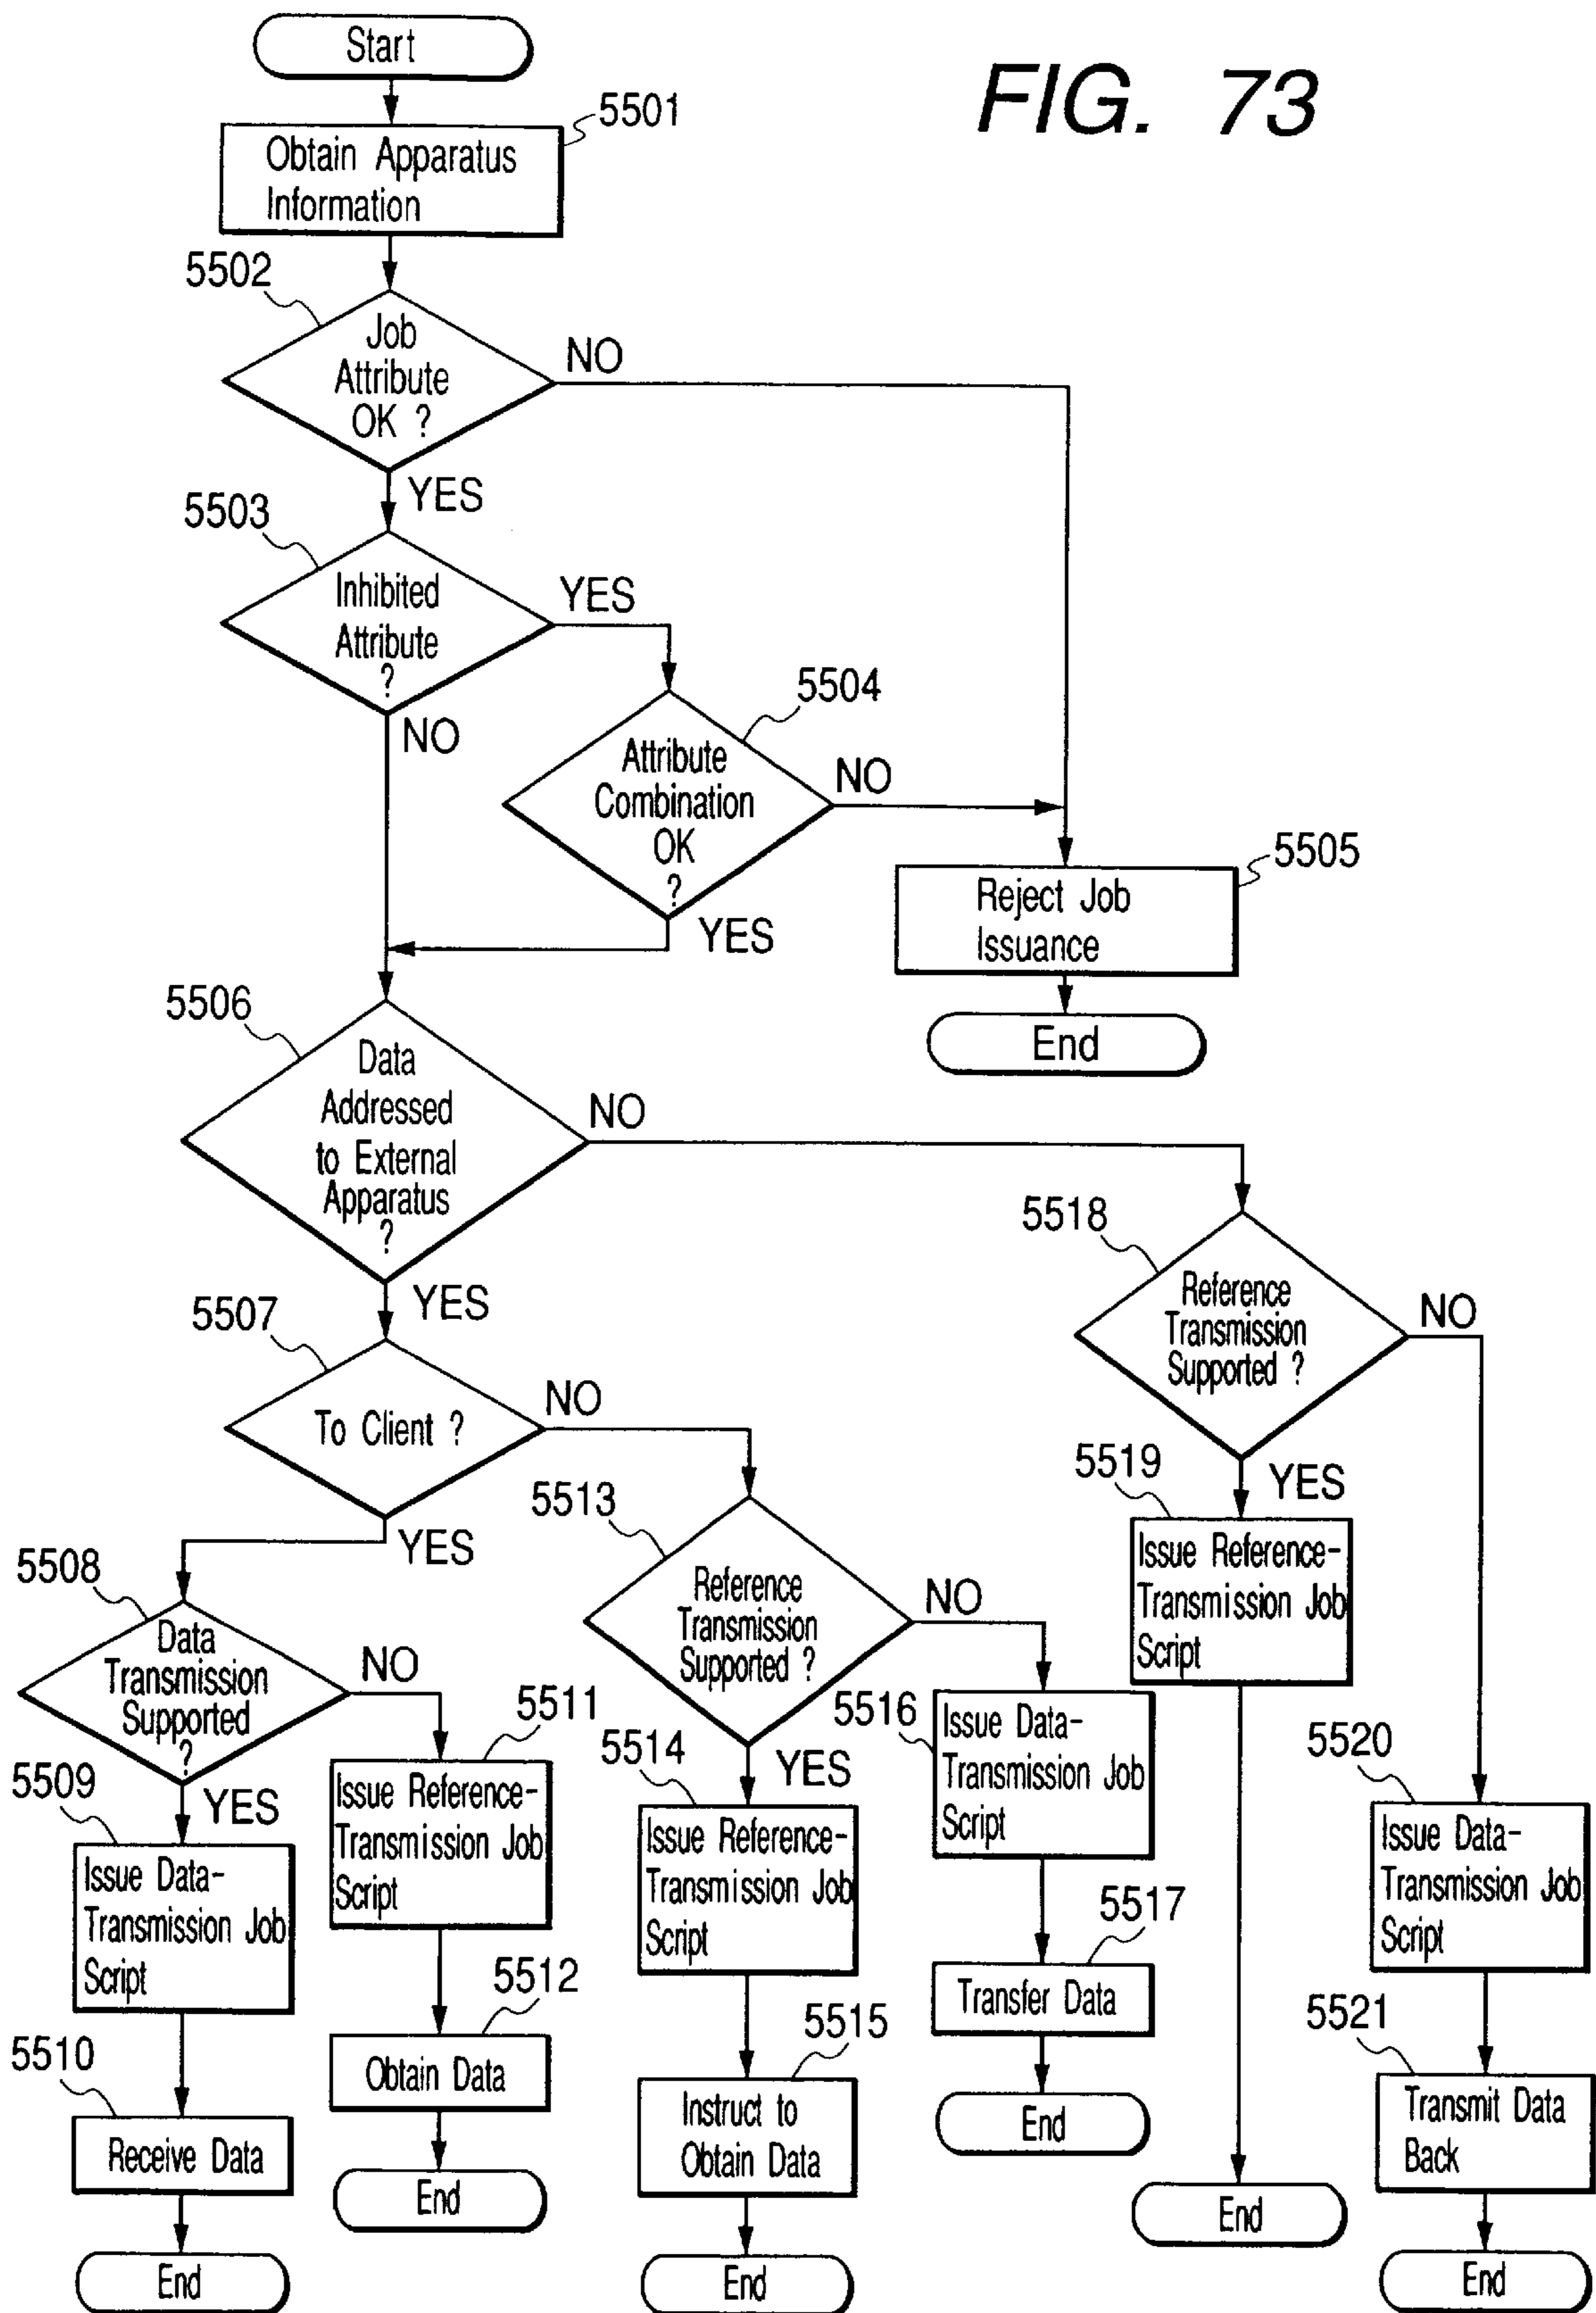 Start
FIG. 73
5501
Obtain Apparatus
Information
5502
Job
Attribute
OK ?
NO
YES
5503
Inhibited
Attribute
?
YES
NO
5504
Attribute
Combination
OK
?
NO
YES
5505
Reject Job
Issuance
End
5506
Data
Addressed
to External
Apparatus
?
NO
YES
5507
To Client ?
NO
YES
5518
Reference
Transmission
Supported ?
NO
YES
5508
Data
Transmission
Supported
?
NO
YES
5513
Reference
Transmission
Supported ?
NO
YES
5519
Issue Reference-
Transmission Job
Script
End
5509
Issue Data-
Transmission Job
Script
5510
Receive Data
End
5511
Issue Reference-
Transmission Job
Script
5512
Obtain Data
End
5514
Issue Reference-
Transmission Job
Script
5515
Instruct to
Obtain Data
End
5516
Issue Data-
Transmission Job
Script
5517
Transfer Data
End
5520
Issue Data-
Transmission Job
Script
5521
Transmit Data
Back
End